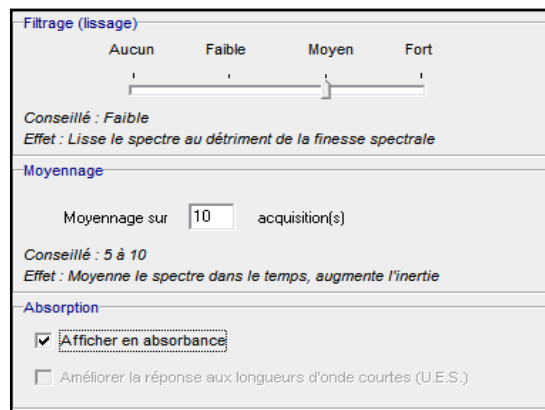 Filtrage (lissage)
Aucun Faible Moyen Fort
Conseillé : Faible
Effet : Lisse le spectre au détriment de la finesse spectrale
Moyennage
Moyennage sur 10 acquisition(s)
Conseillé : 5 à 10
Effet : Moyenne le spectre dans le temps, augmente l'inertie
Absorption
Afficher en absorbance
Améliorer la réponse aux longueurs d'onde courtes (U.E.S.)